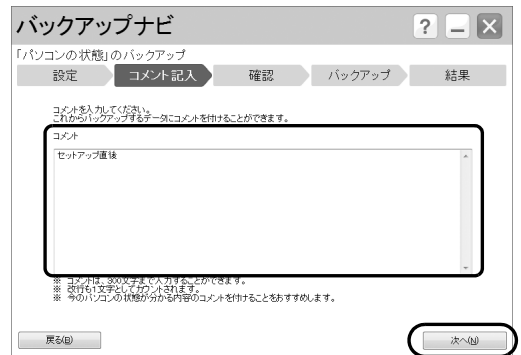 バックアップナビ
?
「パソコンの状態」のバックアップ
設定 コメント記入 確認 バックアップ 結果
コメントを入力してください。
これからバックアップするデータにコメントを付けることができます。
コメント
セットアップ直後
※ コメントは、300文字まで入力することができます。
※ 改行も1文字としてカウントされます。
※ 今のパソコンの状態が分かる内容のコメントを付けることをおすすめします。
戻る(B) 次へ(N)